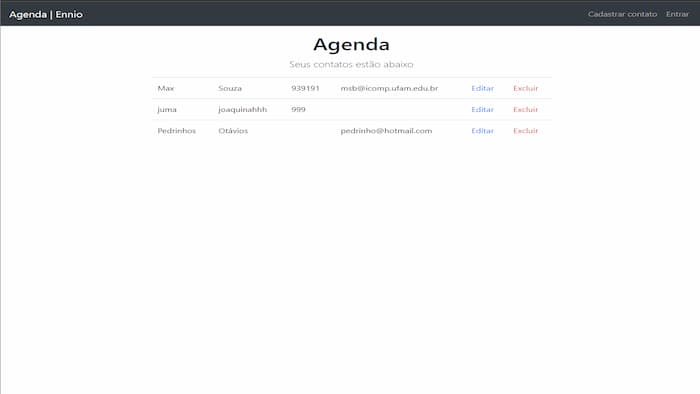 Agenda | Ennio Cadastrar contato Entrar
Agenda
Seus contatos estão abaixo
Max Souza 939191 msb@icomp.ufam.edu.br Editar Excluir
juma joaquinahhh 999 Editar Excluir
Pedrinhos Otávios pedrinho@hotmail.com Editar Excluir